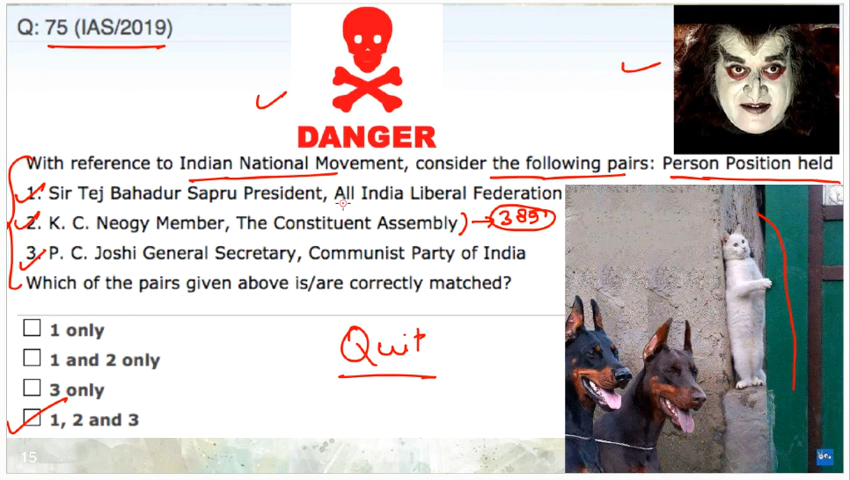 Q: 75 (IAS/2019)
DANGER
With reference to Indian National Movement, consider the following pairs: Person Position held
1. Sir Tej Bahadur Sapru President, All India Liberal Federation
2. K. C. Neogy Member, The Constituent Assembly) → 389
3. P. C. Joshi General Secretary, Communist Party of India
Which of the pairs given above is/are correctly matched?
1 only
1 and 2 only
3 only
1, 2 and 3
Quit
15